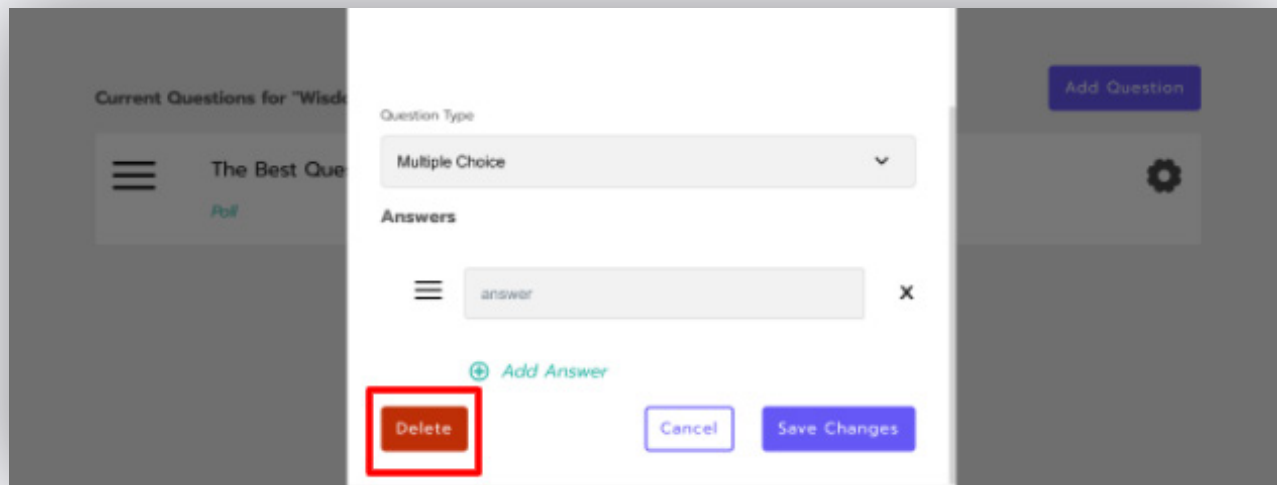 Current Questions for "Wisdo
Add Question
The Best Que
Poll
Question Type
Multiple Choice
Answers
answer
X
Add Answer
Delete
Cancel
Save Changes